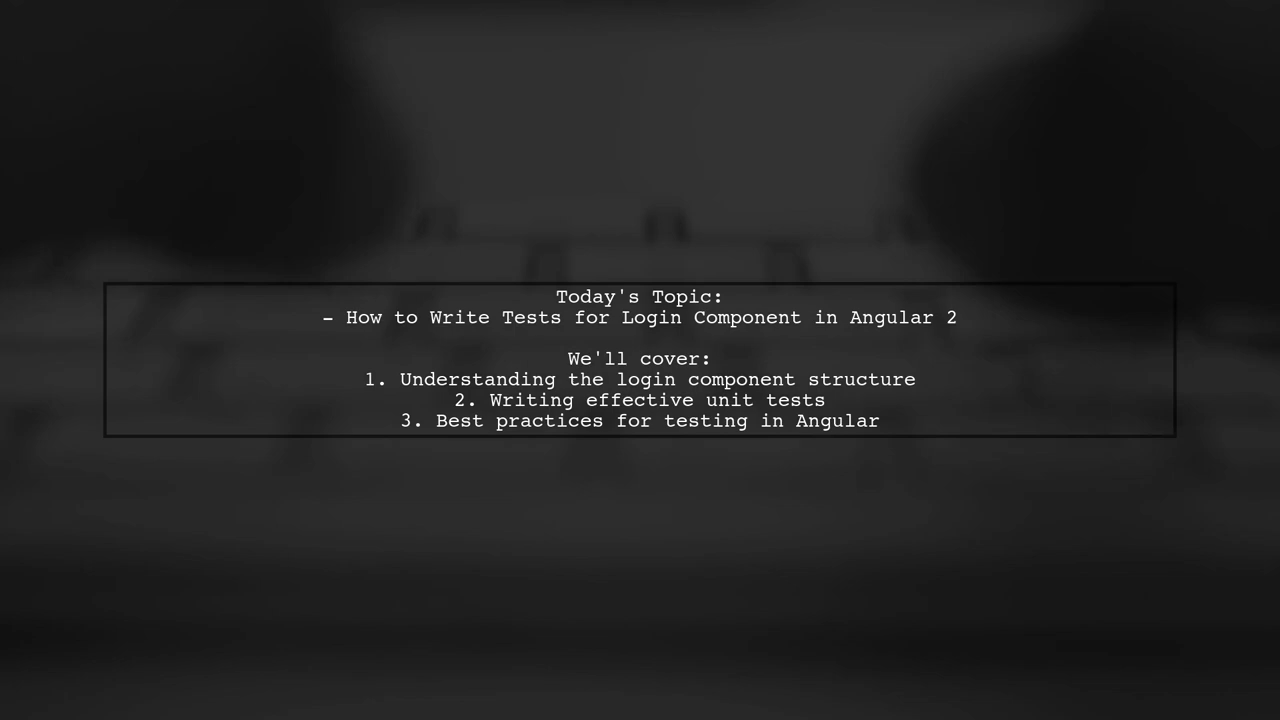 Today's Topic:
- How to Write Tests for Login Component in Angular 2
We'll cover:
1. Understanding the login component structure
2. Writing effective unit tests
3. Best practices for testing in Angular